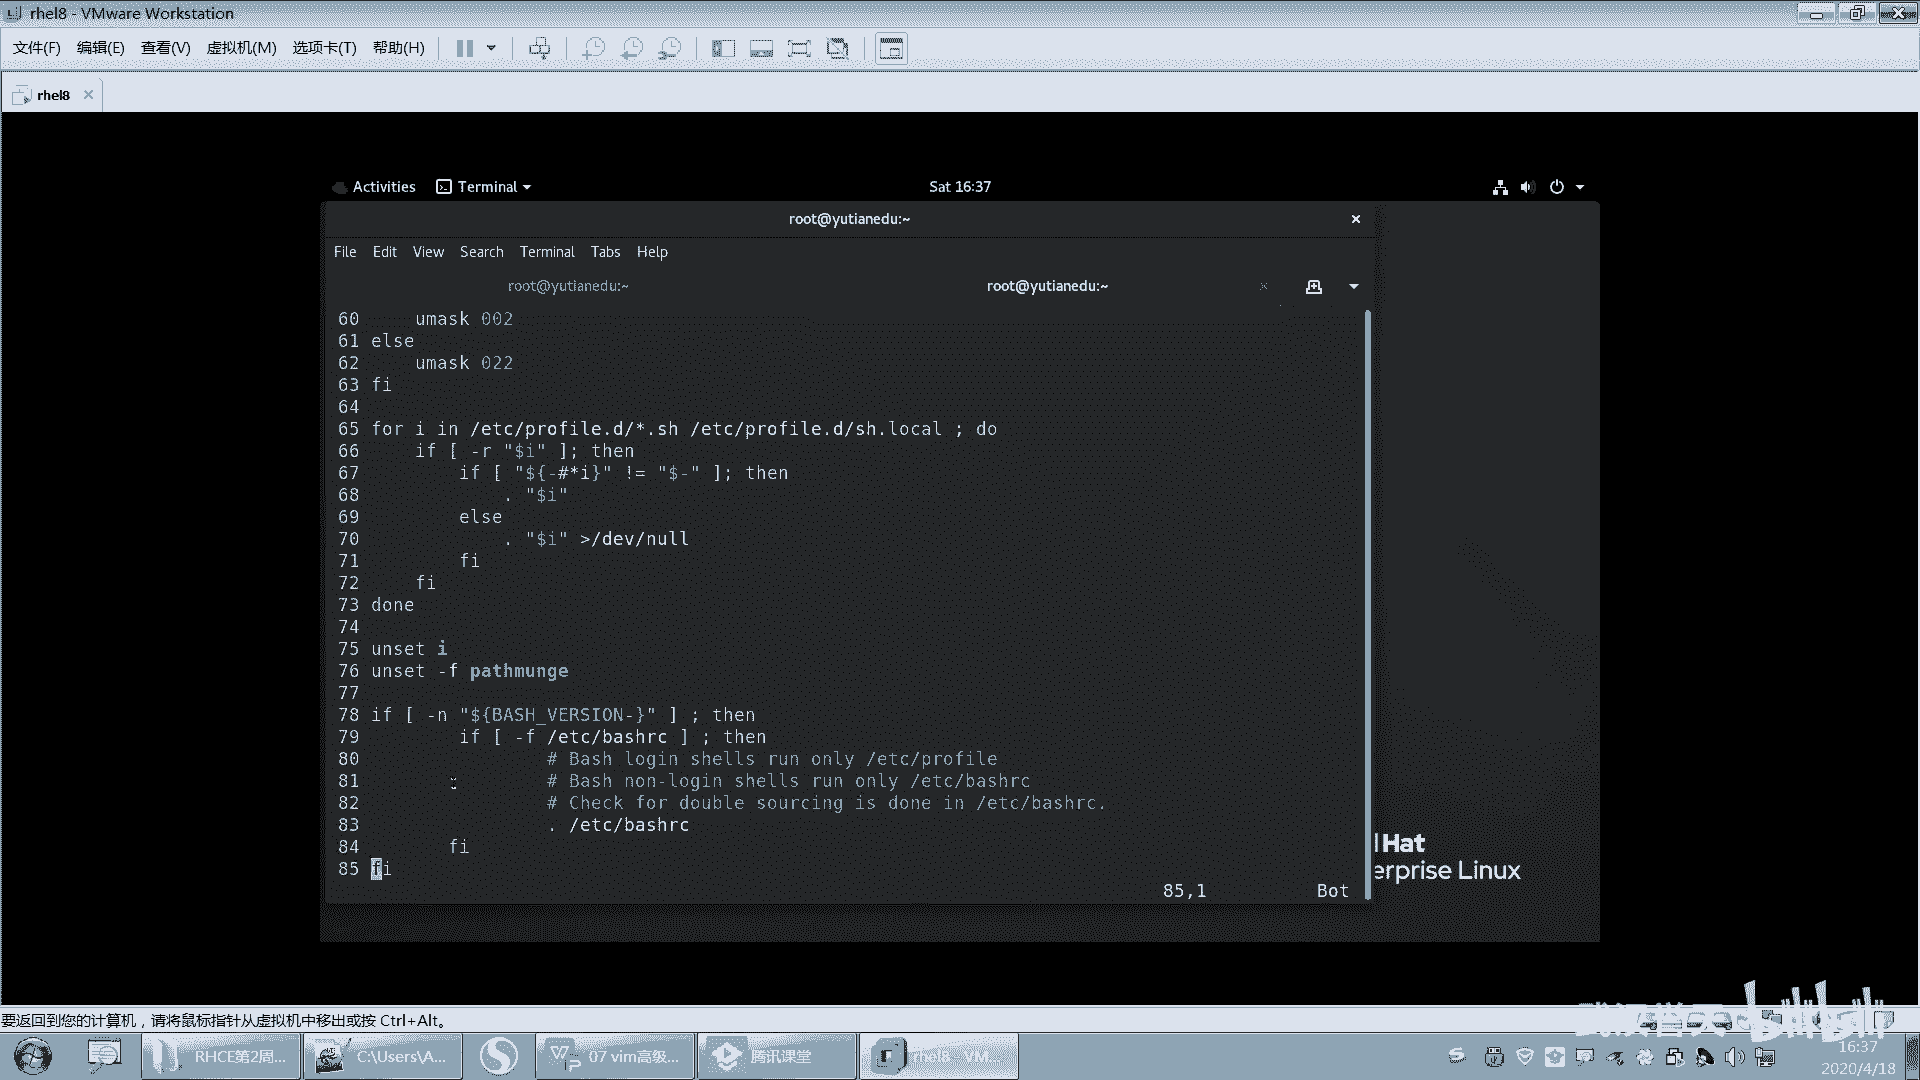 rhel8 - VMware Workstation
文件(F) 编辑(E) 查看(V) 虚拟机(M) 选项卡(T) 帮助(H)
rhel8
Activities Terminal Sat 16:37
root@yutianedu:~
File Edit View Search Terminal Tabs Help
root@yutianedu:~ root@yutianedu:~
60     umask 002
61 else
62     umask 022
63 fi
64
65 for i in /etc/profile.d/*.sh /etc/profile.d/sh.local ; do
66     if [ -r "$i" ]; then
67         if [ "${-#*i}" != "$-" ]; then
68             . "$i"
69         else
70             . "$i" >/dev/null
71         fi
72     fi
73 done
74
75 unset i
76 unset -f pathmunge
77
78 if [ -n "${BASH_VERSION-}" ] ; then
79         if [ -f /etc/bashrc ] ; then
80                 # Bash login shells run only /etc/profile
81                 # Bash non-login shells run only /etc/bashrc
82                 # Check for double sourcing is done in /etc/bashrc.
83                 . /etc/bashrc
84        fi
85 fi
85,1 Bot
Hat
erprise Linux
要返回到您的计算机，请将鼠标指针从虚拟机中移出或按 Ctrl+Alt。
RHCE第2周... C:\Users\A... 07 vim高级... 腾讯课堂 rhel8 - VM...
16:37
2020/4/18